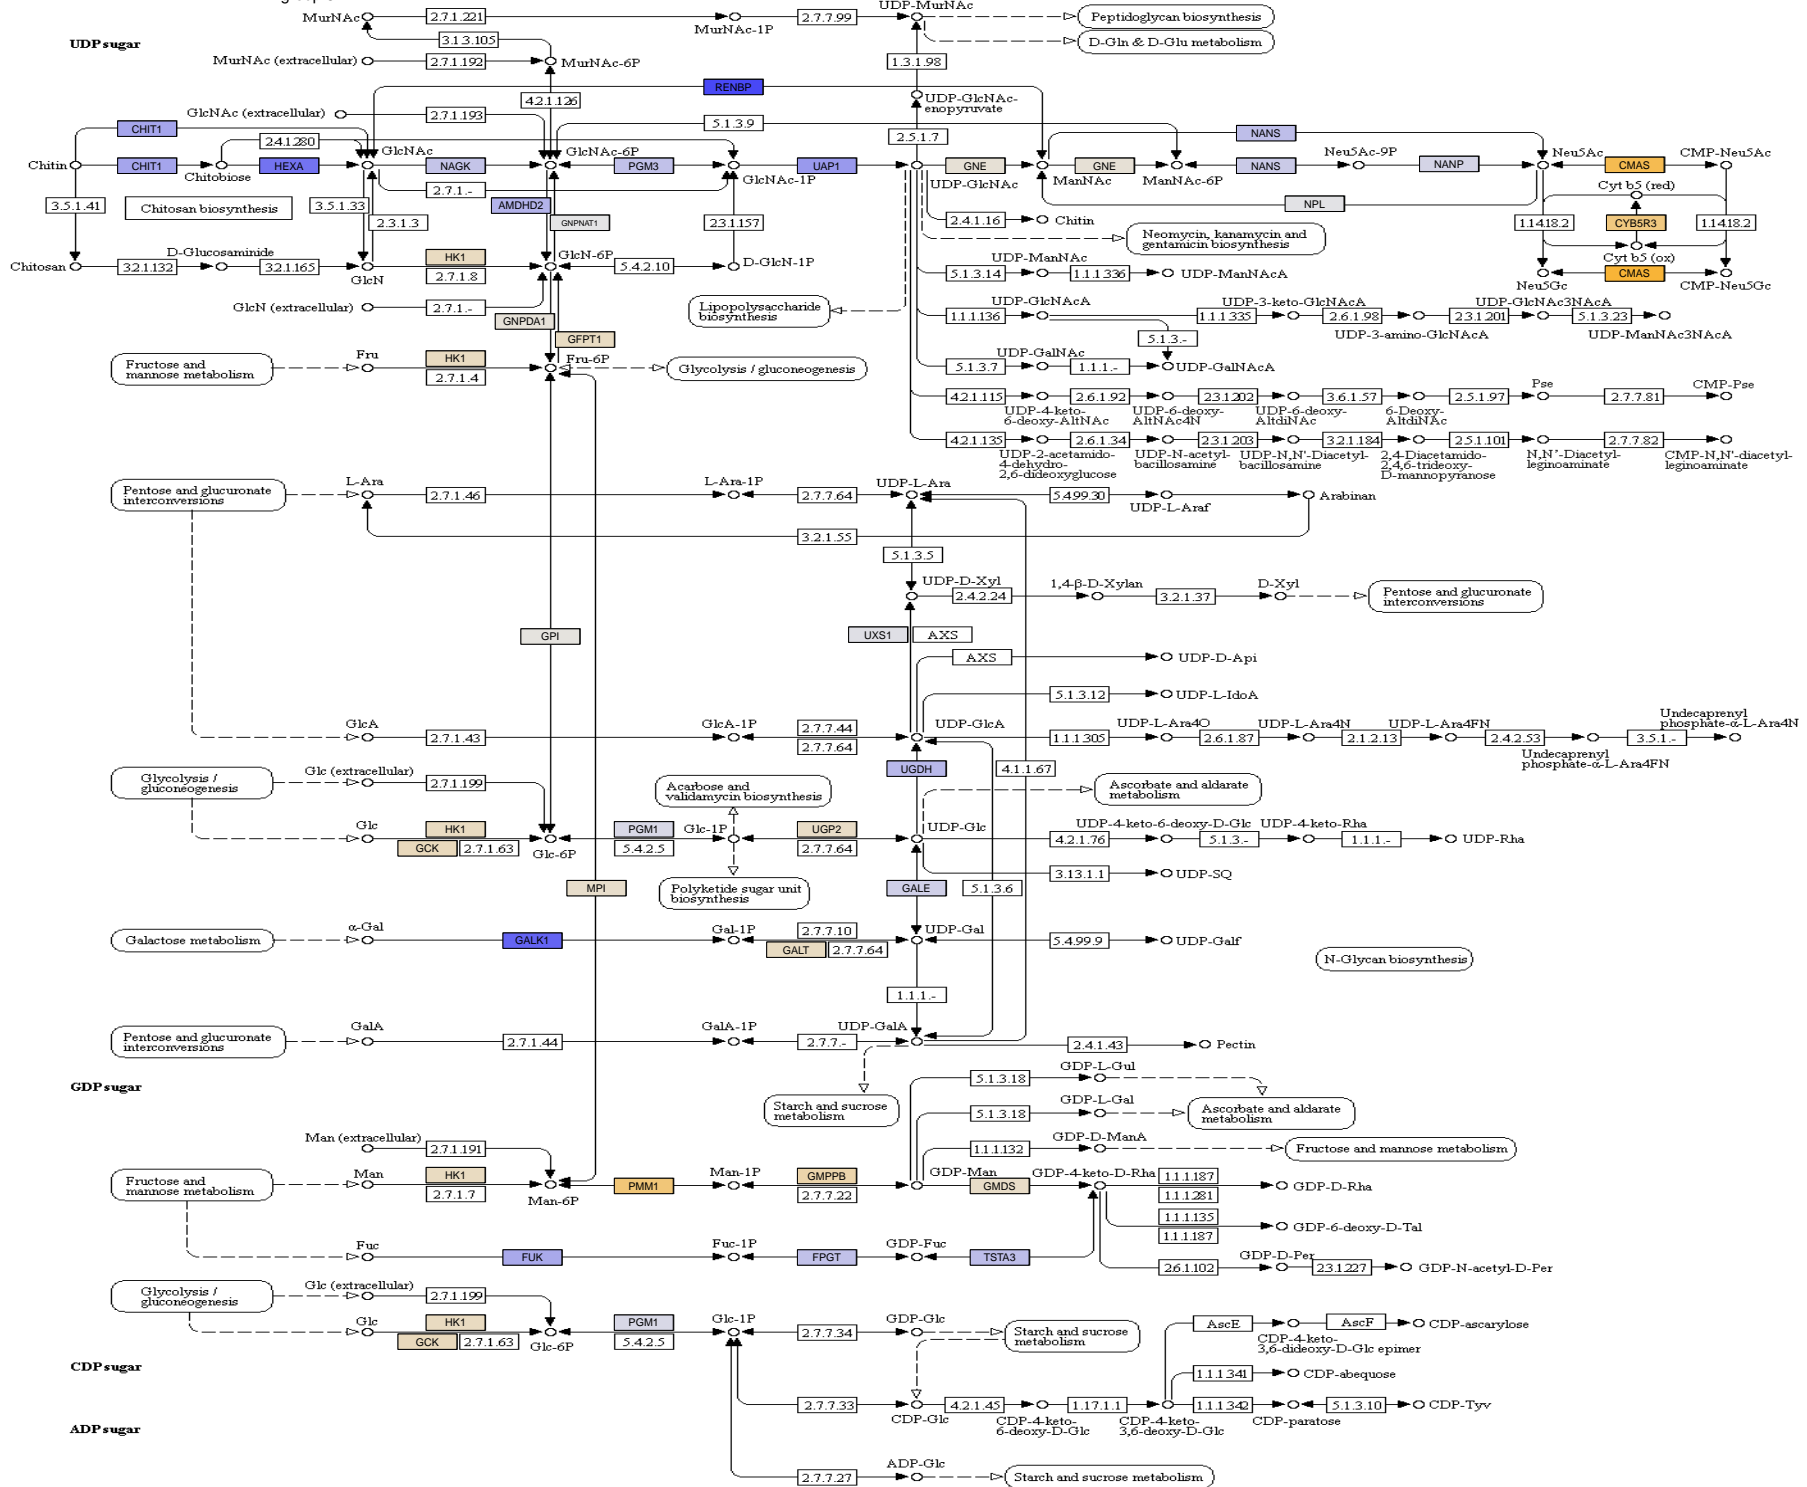 MurNAc
2.7.1.221
MurNAc-1P
2.7.7.99
UDP-MurNAc
Peptidoglycan biosynthesis
UDP sugar
3.1.3.105
D-Gln & D-Glu metabolism
MurNAc (extracellular)
2.7.1.192
MurNAc-6P
1.3.1.98
RENBP
4.2.1.126
UDP-GlcNAc-
enopyruvate
GlcNAc (extracellular)
2.7.1.193
5.1.3.9
CHIT1
2.4.1.280
2.5.1.7
NANS
Chitin
CHIT1
Chitobiose
HEXA
GlcNAc
NAGK
GlcNAc-6P
PGM3
GlcNAc-1P
UAP1
UDP-GlcNAc
GNE
ManNAc
GNE
ManNAc-6P
NANS
Neu5Ac-9P
NANP
Neu5Ac
CMAS
CMP-Neu5Ac
2.7.1.-
Cyt b5 (red)
3.5.1.41
Chitosan biosynthesis
3.5.1.33
2.3.1.3
AMDHD2
GNPNAT1
2.3.1.157
2.4.1.16
Chitin
NPL
1.14.18.2
CYB5R3
1.14.18.2
Neomycin, kanamycin and
gentamicin biosynthesis
Cyt b5 (ox)
Chitosan
3.2.1.132
D-Glucosaminide
3.2.1.165
GlcN
HK1
2.7.1.8
GlcN-6P
5.4.2.10
D-GlcN-1P
5.1.3.14
UDP-ManNAc
1.1.1.336
UDP-ManNAcA
Neu5Gc
CMAS
CMP-Neu5Gc
GlcN (extracellular)
2.7.1.-
Lipopolysaccharide
biosynthesis
1.1.1.136
UDP-GlcNAcA
1.1.1.335
UDP-3-keto-GlcNAcA
2.6.1.98
UDP-3-amino-GlcNAcA
2.3.1.201
UDP-GlcNAc3NAcA
5.1.3.23
UDP-ManNAc3NAcA
GNPDA1
GFPT1
5.1.3.-
Fructose and
mannose metabolism
Fru
HK1
2.7.1.4
Fru-6P
Glycolysis / gluconeogenesis
5.1.3.7
UDP-GalNAc
1.1.1.-
UDP-GalNAcA
4.2.1.115
UDP-4-keto-
6-deoxy-AltNAc
2.6.1.92
UDP-6-deoxy-
AltNAc4N
2.3.1.202
UDP-6-deoxy-
AltdiNAc
3.6.1.57
6-Deoxy-
AltdiNAc
2.5.1.97
Pse
2.7.7.81
CMP-Pse
4.2.1.135
UDP-2-acetamido-
4-dehydro-
2,6-dideoxyglucose
2.6.1.34
UDP-N-acetyl-
bacillosamine
2.3.1.203
UDP-N,N'-Diacetyl-
bacillosamine
3.2.1.184
2,4-Diacetamido-
2,4,6-trideoxy-
D-mannopyranose
2.5.1.101
N,N'-Diacetyl-
leginoaminate
2.7.7.82
CMP-N,N'-diacetyl-
leginoaminate
Pentose and glucuronate
interconversions
L-Ara
2.7.1.46
L-Ara-1P
2.7.7.64
UDP-L-Ara
5.4.99.30
UDP-L-Araf
Arabinan
3.2.1.55
5.1.3.5
UDP-D-Xyl
2.4.2.24
1,4-β-D-Xylan
3.2.1.37
D-Xyl
Pentose and glucuronate
interconversions
GPI
UXS1
AXS
AXS
UDP-D-Api
5.1.3.12
UDP-L-IdoA
GlcA
2.7.1.43
GlcA-1P
2.7.7.44
2.7.7.64
UDP-GlcA
1.1.1.305
UDP-L-Ara4O
2.6.1.87
UDP-L-Ara4N
2.1.2.13
UDP-L-Ara4FN
2.4.2.53
Undecaprenyl
phosphate-α-L-Ara4FN
3.5.1.-
Undecaprenyl
phosphate-α-L-Ara4N
Glycolysis /
gluconeogenesis
Glc (extracellular)
2.7.1.199
UGDH
4.1.1.67
Acarbose and
validamycin biosynthesis
Ascorbate and aldarate
metabolism
Glc
HK1
GCK
2.7.1.63
Glc-6P
PGM1
5.4.2.5
Glc-1P
UGP2
2.7.7.64
UDP-Glc
4.2.1.76
UDP-4-keto-6-deoxy-D-Glc
5.1.3.-
UDP-4-keto-Rha
1.1.1.-
UDP-Rha
3.13.1.1
UDP-SQ
MPI
Polyketide sugar unit
biosynthesis
GALE
5.1.3.6
Galactose metabolism
α-Gal
GALK1
Gal-1P
2.7.7.10
GALT
2.7.7.64
UDP-Gal
5.4.99.9
UDP-Galf
N-Glycan biosynthesis
1.1.1.-
Pentose and glucuronate
interconversions
GalA
2.7.1.44
GalA-1P
2.7.7.-
UDP-GalA
2.4.1.43
Pectin
GDP sugar
Starch and sucrose
metabolism
5.1.3.18
GDP-L-Gul
5.1.3.18
GDP-L-Gal
Ascorbate and aldarate
metabolism
Man (extracellular)
2.7.1.191
1.1.1.132
GDP-D-ManA
Fructose and mannose metabolism
Fructose and
mannose metabolism
Man
HK1
2.7.1.7
Man-6P
PMM1
Man-1P
GMPPB
2.7.7.22
GDP-Man
GMDS
GDP-4-keto-D-Rha
1.1.1.187
1.1.1.281
GDP-D-Rha
1.1.1.135
1.1.1.187
GDP-6-deoxy-D-Tal
Fuc
FUK
Fuc-1P
FPGT
GDP-Fuc
TSTA3
2.6.1.102
GDP-D-Per
2.3.1.227
GDP-N-acetyl-D-Per
Glycolysis /
gluconeogenesis
Glc (extracellular)
2.7.1.199
Glc
HK1
GCK
2.7.1.63
Glc-6P
PGM1
5.4.2.5
Glc-1P
2.7.7.34
GDP-Glc
Starch and sucrose
metabolism
AscE
CDP-4-keto-
3,6-dideoxy-D-Glc epimer
AscF
CDP-ascarylose
CDP sugar
1.1.1.341
CDP-abequose
2.7.7.33
CDP-Glc
4.2.1.45
CDP-4-keto-
6-deoxy-D-Glc
1.17.1.1
CDP-4-keto-
3,6-deoxy-D-Glc
1.1.1.342
CDP-paratose
5.1.3.10
CDP-Tyv
ADP sugar
2.7.7.27
ADP-Glc
Starch and sucrose metabolism